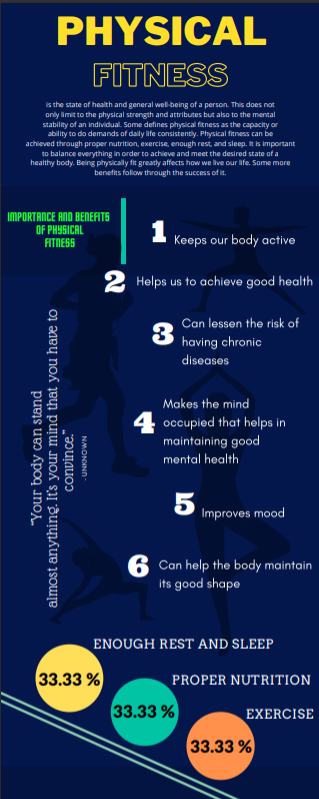 PHYSICAL
FITNESS
is the state of health and general well-being of a person. This does not
only limit to the physical strength and attributes but also to the mental
stability of an individual. Some defines physical fitness as the capacity or
ability to do demands of daily life consistently. Physical fitness can be
achieved through proper nutrition, exercise, enough rest, and sleep. It is important
to balance everything in order to achieve and meet the desired state of a
healthy body. Being physically fit greatly affects how we live our life. Some more
benefits follow through the success of it.
IMPORTANCE AND BENEFITS
OF PHYSICAL
FITNESS
1 Keeps our body active
2 Helps us to achieve good health
3 Can lessen the risk of
having chronic
diseases
4 Makes the mind
occupied that helps in
maintaining good
mental health
5 Improves mood
6 Can help the body maintain
its good shape
"Your body can stand
almost anything. It's your mind that you have to
convince."
- UNKNOWN
ENOUGH REST AND SLEEP
33.33 %
PROPER NUTRITION
33.33 %
EXERCISE
33.33 %